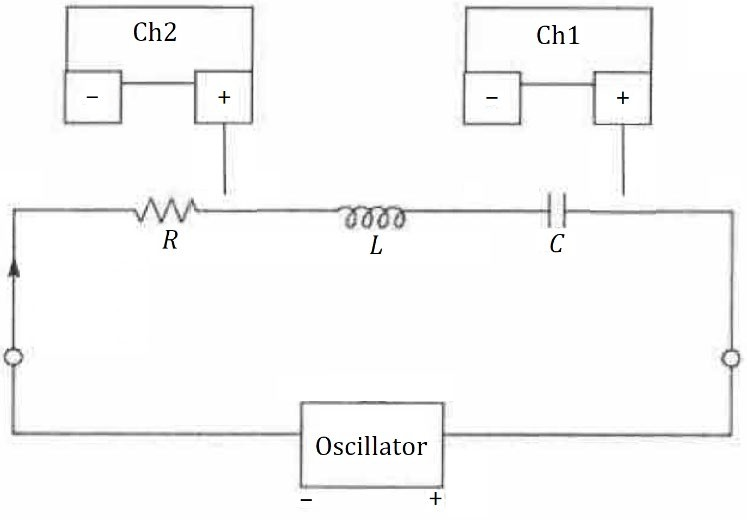 Ch2
Ch1
− +
− +
R
L
C
Oscillator
− +